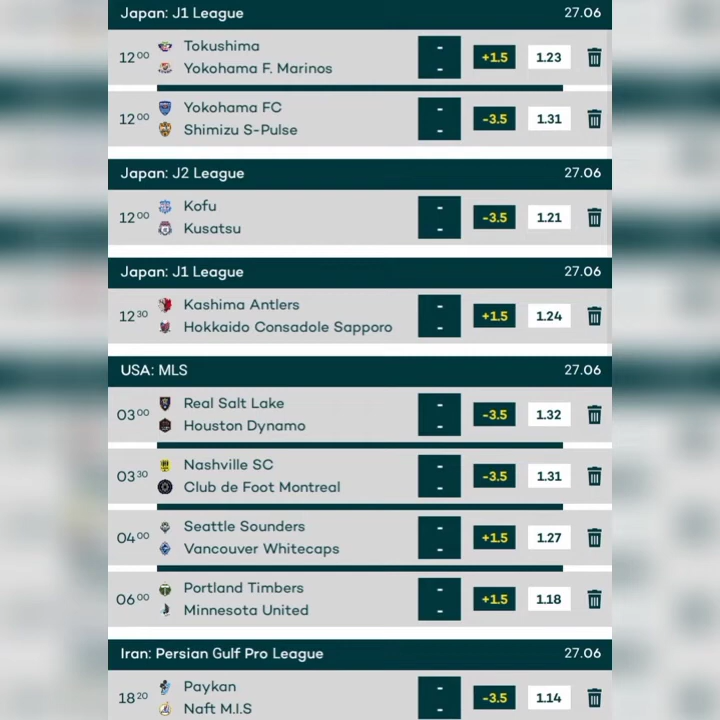 Japan: J1 League 27.06
Tokushima
12 00 - - +1.5 1.23
Yokohama F. Marinos
Yokohama FC
12 00 - - -3.5 1.31
Shimizu S-Pulse
Japan: J2 League 27.06
Kofu
12 00 - - -3.5 1.21
Kusatsu
Japan: J1 League 27.06
Kashima Antlers
12 30 - - +1.5 1.24
Hokkaido Consadole Sapporo
USA: MLS 27.06
Real Salt Lake
03 00 - - -3.5 1.32
Houston Dynamo
Nashville SC
03 30 - - -3.5 1.31
Club de Foot Montreal
Seattle Sounders
04 00 - - +1.5 1.27
Vancouver Whitecaps
Portland Timbers
06 00 - - +1.5 1.18
Minnesota United
Iran: Persian Gulf Pro League 27.06
Paykan
18 20 - - -3.5 1.14
Naft M.I.S